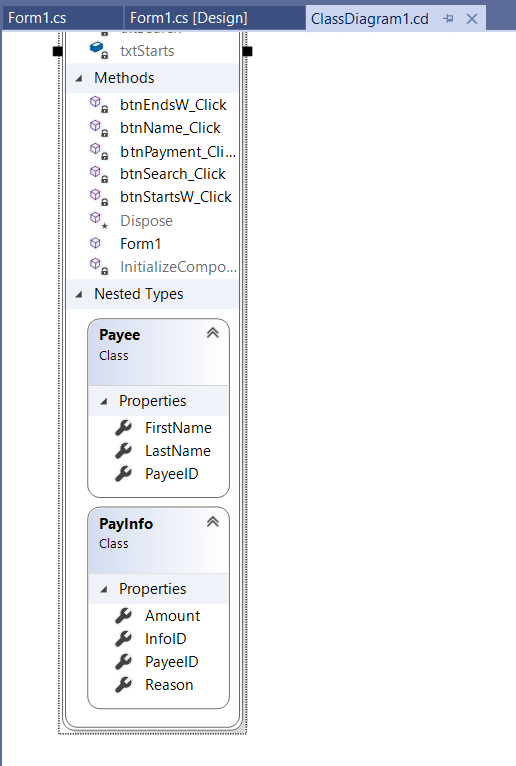 Form1.cs
Form1.cs [Design]
ClassDiagram1.cd
txtStarts
Methods
btnEndsW_Click
btnName_Click
btnPayment_Cli...
btnSearch_Click
btnStartsW_Click
Dispose
Form1
InitializeCompo...
Nested Types
Payee
Class
Properties
FirstName
LastName
PayeeID
PayInfo
Class
Properties
Amount
InfoID
PayeeID
Reason